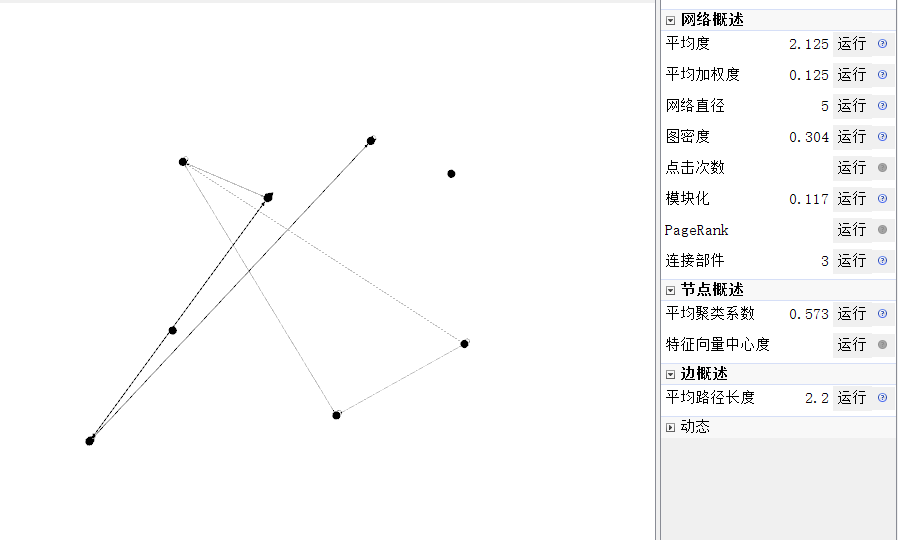 网络概述
平均度 2.125 运行
平均加权度 0.125 运行
网络直径 5 运行
图密度 0.304 运行
点击次数 运行
模块化 0.117 运行
PageRank 运行
连接部件 3 运行
节点概述
平均聚类系数 0.573 运行
特征向量中心度 运行
边概述
平均路径长度 2.2 运行
动态